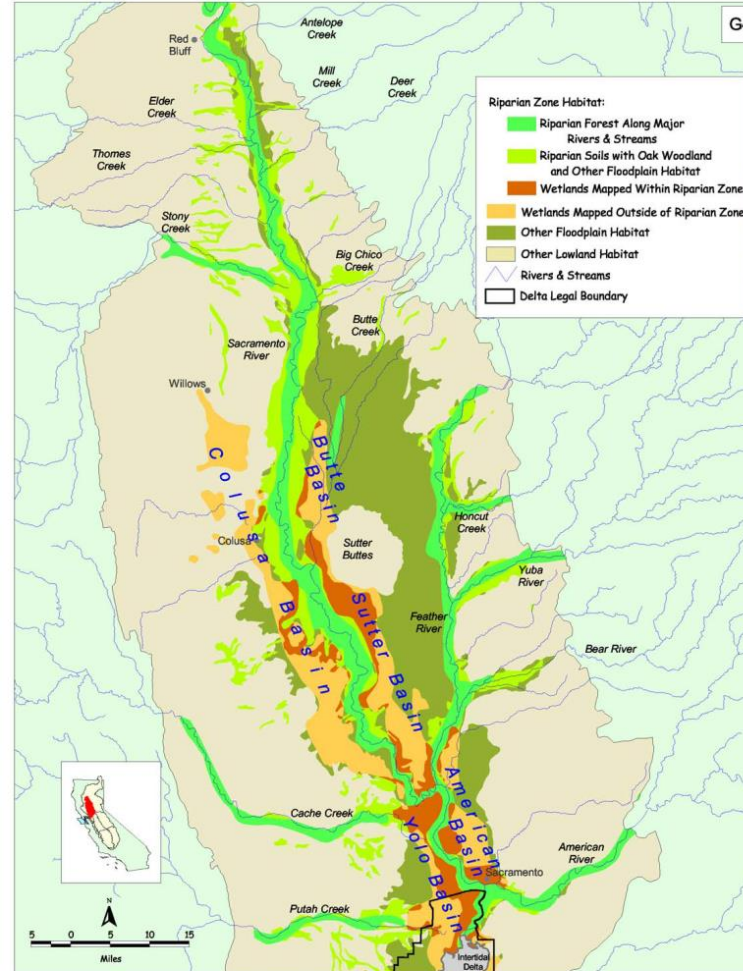 G
Antelope
Creek
Red
Bluff
Mill
Creek
Deer
Creek
Elder
Creek
Thomes
Creek
Stony
Creek
Big Chico
Creek
Butte
Creek
Sacramento
River
Willows
Riparian Zone Habitat:
Riparian Forest Along Major
Rivers & Streams
Riparian Soils with Oak Woodland
and Other Floodplain Habitat
Wetlands Mapped Within Riparian Zone
Wetlands Mapped Outside of Riparian Zone
Other Floodplain Habitat
Other Lowland Habitat
Rivers & Streams
Delta Legal Boundary
Butte
Basin
Colusa Basin
Colusa
Sutter
Buttes
Honcut
Creek
Yuba
River
Sutter Basin
Feather
River
Bear River
American
Basin
Cache Creek
Yolo Basin
American
River
Sacramento
Putah Creek
Intertidal
Delta
N
5 0 5 10 15
Miles